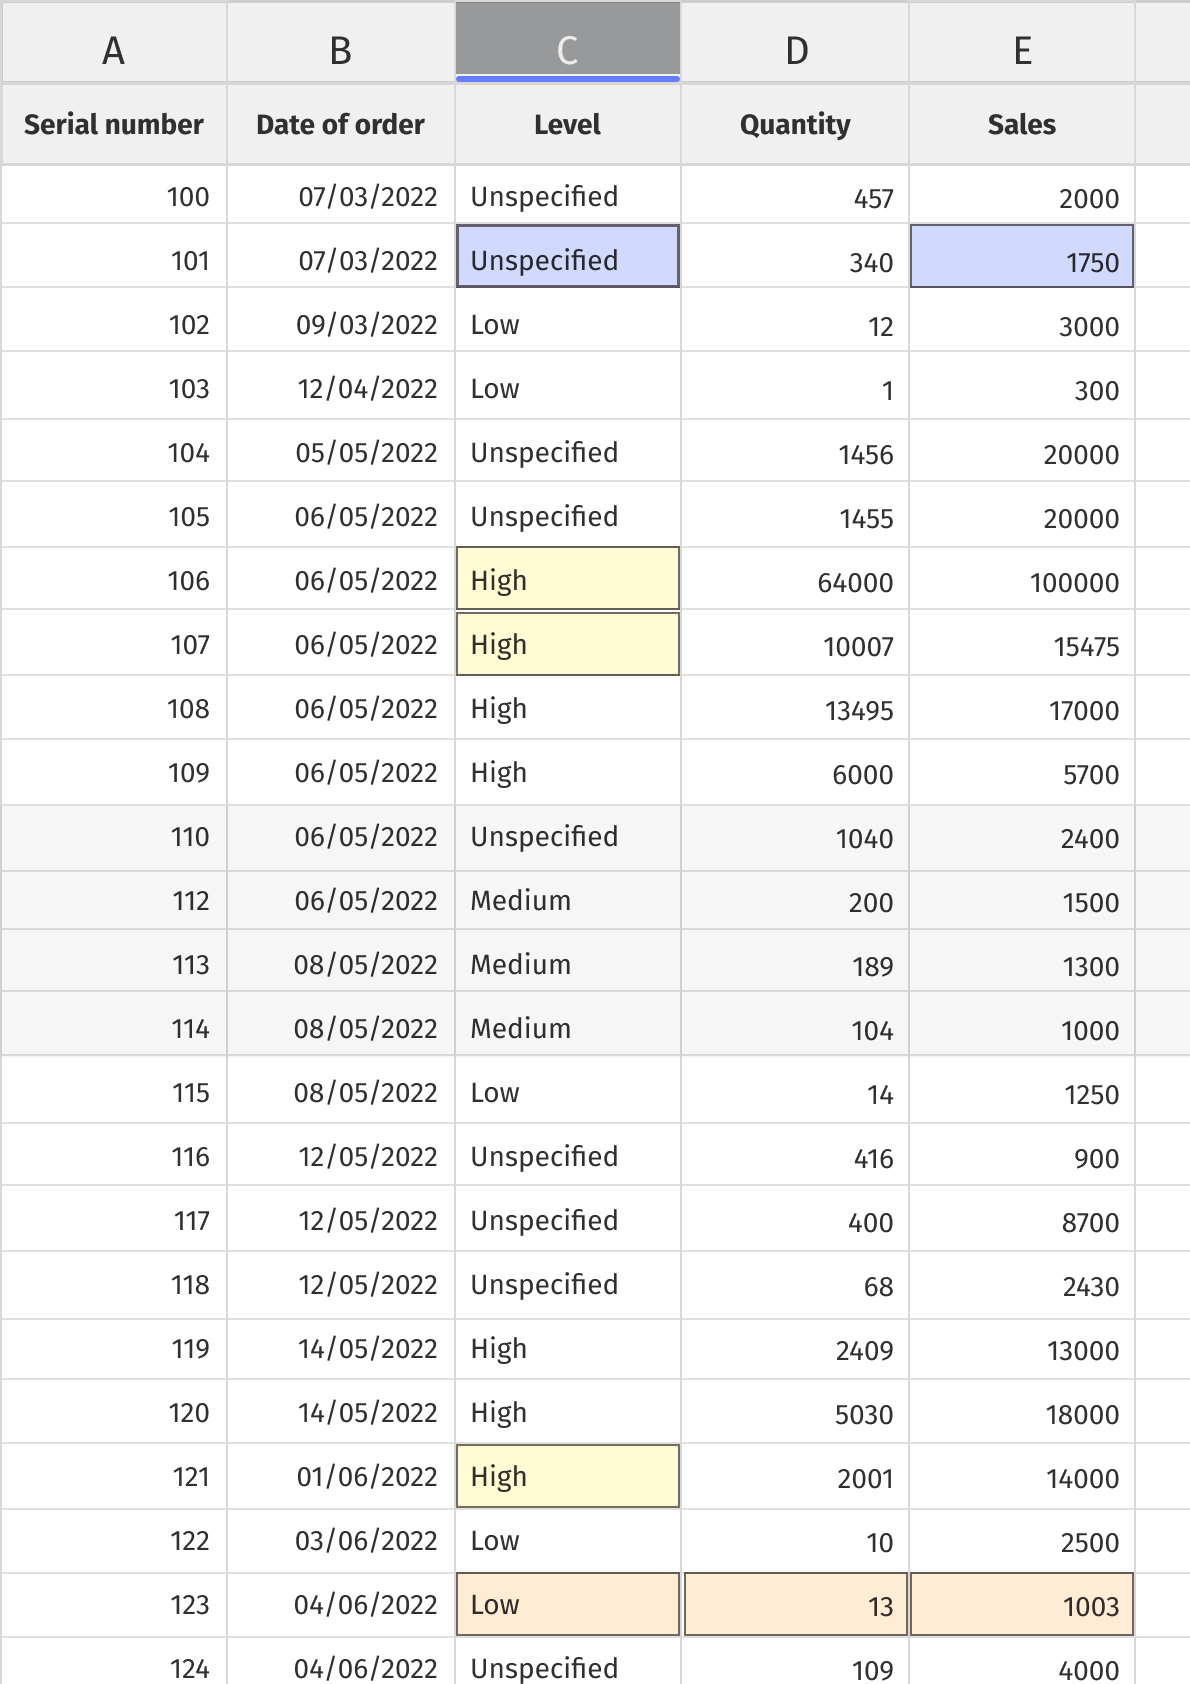 A B C D E
Serial number Date of order Level Quantity Sales
100 07/03/2022 Unspecified 457 2000
101 07/03/2022 Unspecified 340 1750
102 09/03/2022 Low 12 3000
103 12/04/2022 Low 1 300
104 05/05/2022 Unspecified 1456 20000
105 06/05/2022 Unspecified 1455 20000
106 06/05/2022 High 64000 100000
107 06/05/2022 High 10007 15475
108 06/05/2022 High 13495 17000
109 06/05/2022 High 6000 5700
110 06/05/2022 Unspecified 1040 2400
112 06/05/2022 Medium 200 1500
113 08/05/2022 Medium 189 1300
114 08/05/2022 Medium 104 1000
115 08/05/2022 Low 14 1250
116 12/05/2022 Unspecified 416 900
117 12/05/2022 Unspecified 400 8700
118 12/05/2022 Unspecified 68 2430
119 14/05/2022 High 2409 13000
120 14/05/2022 High 5030 18000
121 01/06/2022 High 2001 14000
122 03/06/2022 Low 10 2500
123 04/06/2022 Low 13 1003
124 04/06/2022 Unspecified 109 4000